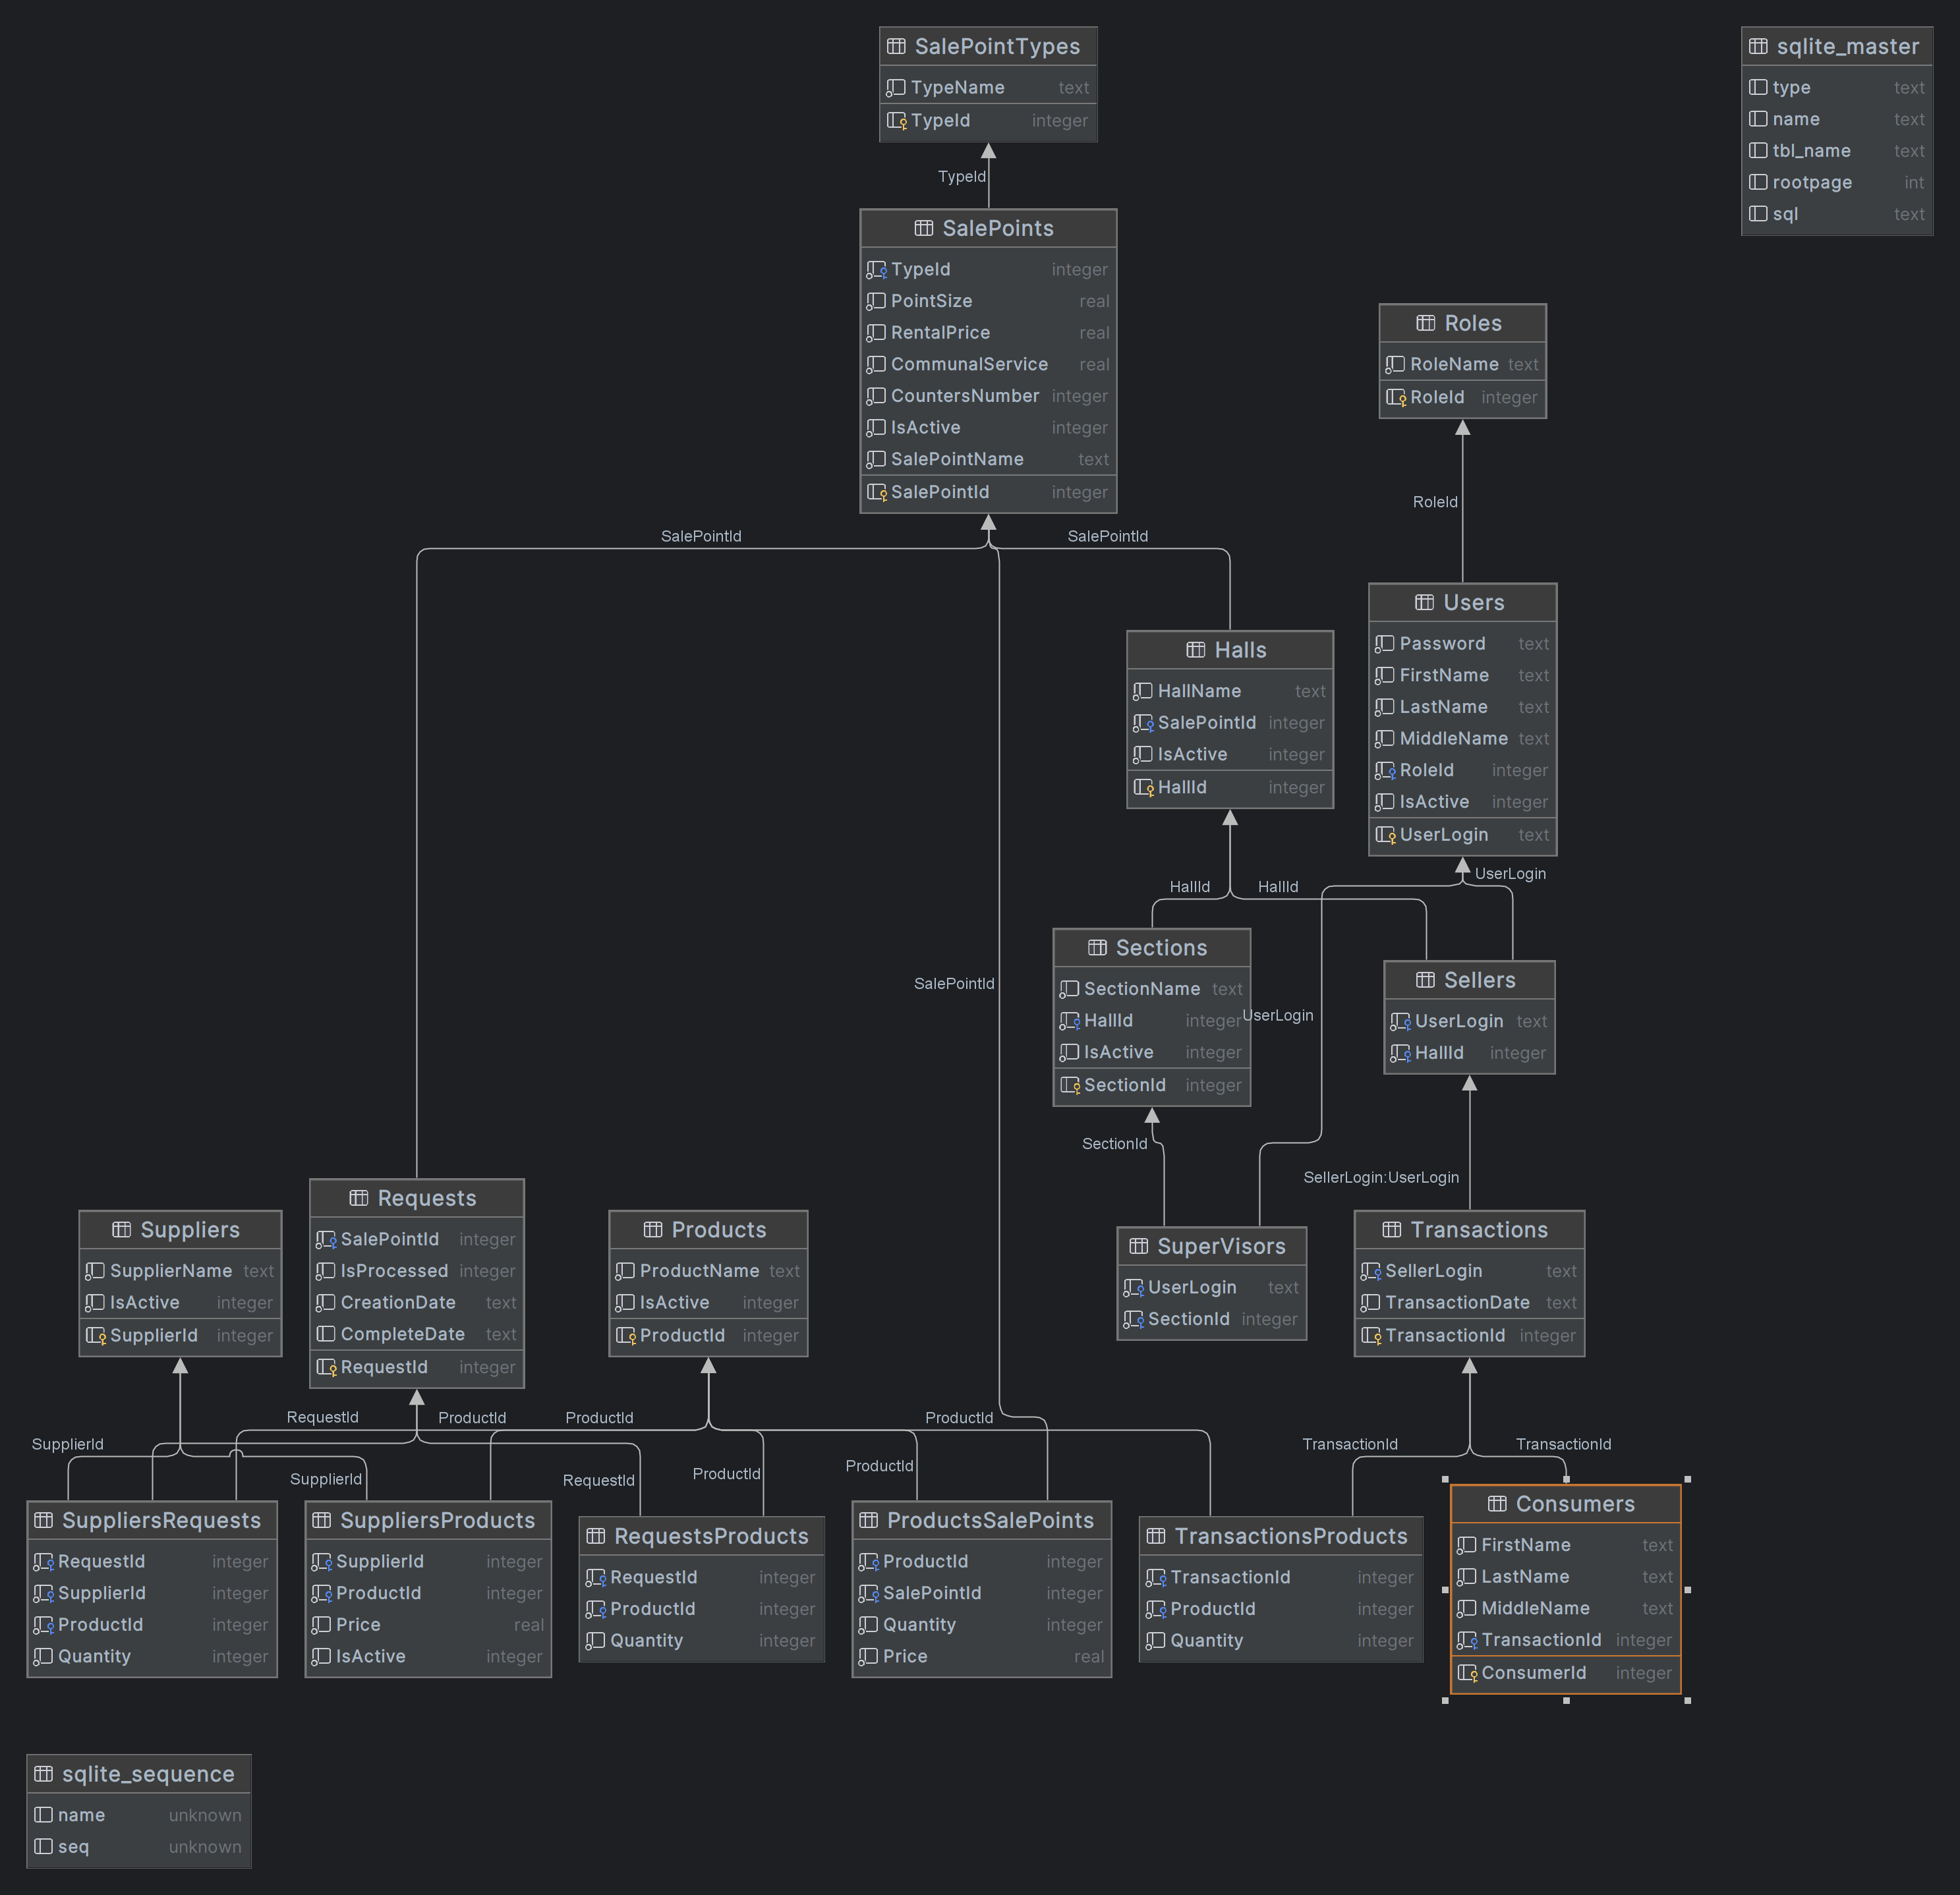 SalePointTypes
TypeName text
TypeId integer
sqlite_master
type text
name text
tbl_name text
rootpage int
sql text
TypeId
SalePoints
TypeId integer
PointSize real
RentalPrice real
CommunalService real
CountersNumber integer
IsActive integer
SalePointName text
SalePointId integer
Roles
RoleName text
RoleId integer
RoleId
SalePointId
SalePointId
Users
Password text
FirstName text
LastName text
MiddleName text
RoleId integer
IsActive integer
UserLogin text
Halls
HallName text
SalePointId integer
IsActive integer
HallId integer
UserLogin
HallId
HallId
SalePointId
Sections
SectionName text
HallId integer
IsActive integer
SectionId integer
UserLogin
Sellers
UserLogin text
HallId integer
SectionId
SellerLogin:UserLogin
Suppliers
SupplierName text
IsActive integer
SupplierId integer
Requests
SalePointId integer
IsProcessed integer
CreationDate text
CompleteDate text
RequestId integer
Products
ProductName text
IsActive integer
ProductId integer
SuperVisors
UserLogin text
SectionId integer
Transactions
SellerLogin text
TransactionDate text
TransactionId integer
RequestId
ProductId
ProductId
ProductId
SupplierId
TransactionId
TransactionId
SupplierId
RequestId
ProductId
ProductId
SuppliersRequests
RequestId integer
SupplierId integer
ProductId integer
Quantity integer
SuppliersProducts
SupplierId integer
ProductId integer
Price real
IsActive integer
RequestsProducts
RequestId integer
ProductId integer
Quantity integer
ProductsSalePoints
ProductId integer
SalePointId integer
Quantity integer
Price real
TransactionsProducts
TransactionId integer
ProductId integer
Quantity integer
Consumers
FirstName text
LastName text
MiddleName text
TransactionId integer
ConsumerId integer
sqlite_sequence
name unknown
seq unknown